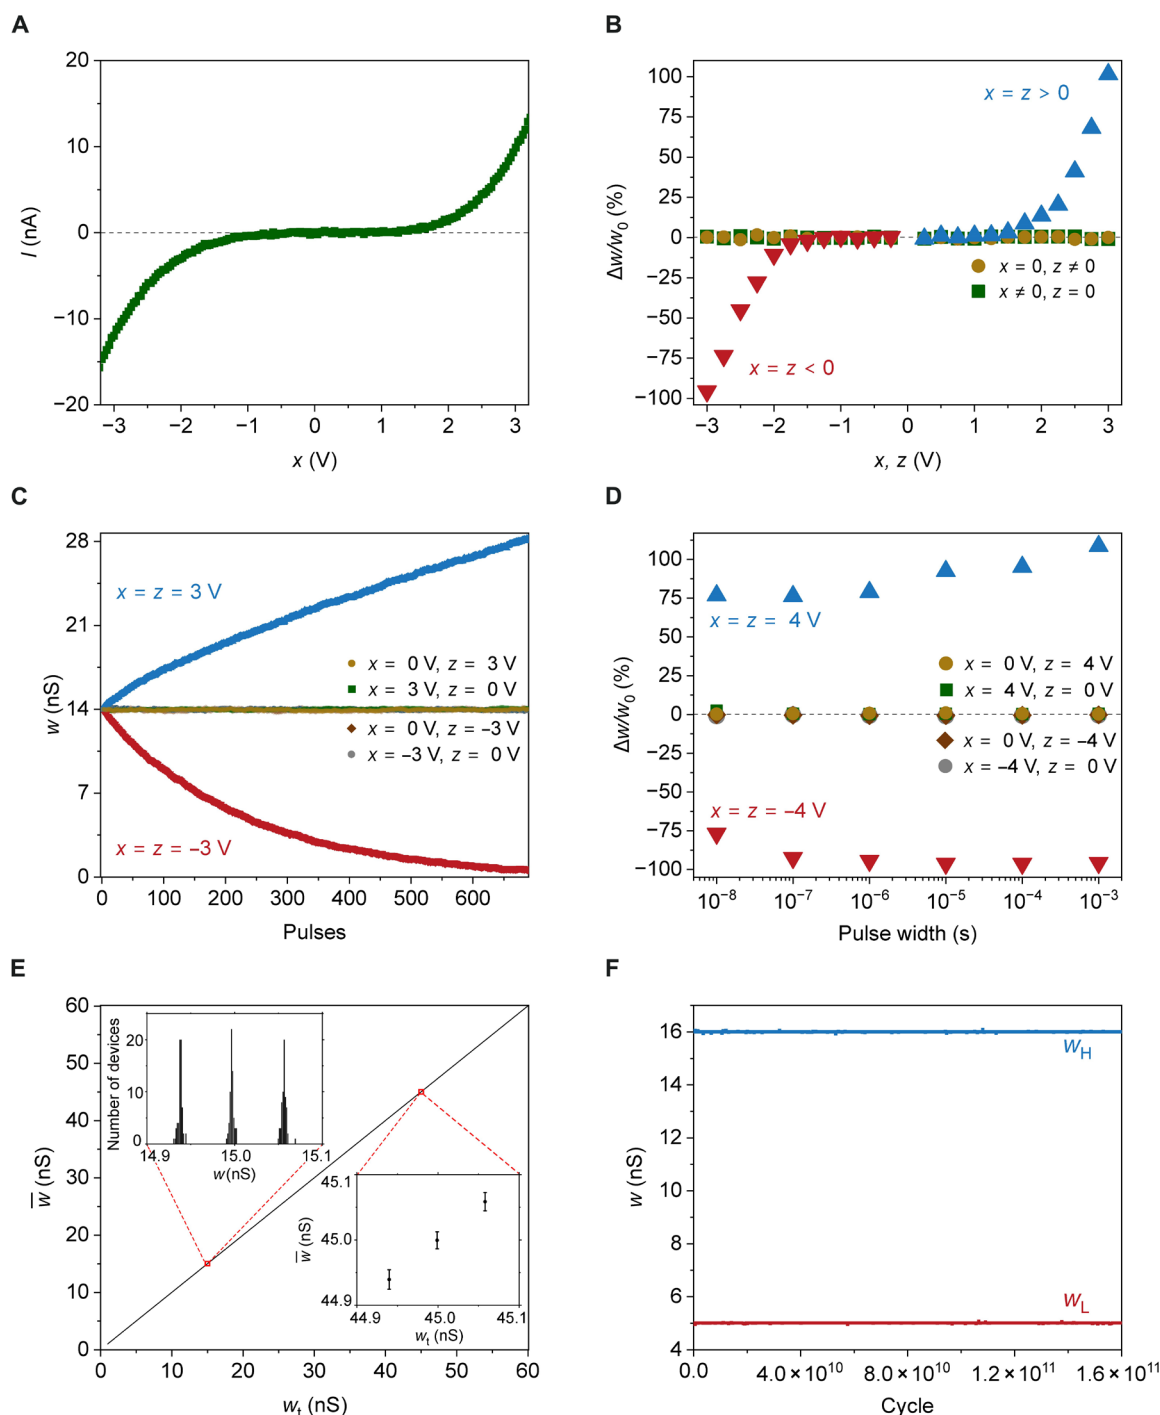 A
20
10
0
−10
−20
I (nA)
−3 −2 −1 0 1 2 3
x (V)
B
100
75
50
25
0
−25
−50
−75
−100
Δw/w₀ (%)
x = z > 0
x = 0, z ≠ 0
x ≠ 0, z = 0
x = z < 0
−3 −2 −1 0 1 2 3
x, z (V)
C
28
21
14
7
0
w (nS)
x = z = 3 V
x = 0 V, z = 3 V
x = 3 V, z = 0 V
x = 0 V, z = −3 V
x = −3 V, z = 0 V
x = z = −3 V
0 100 200 300 400 500 600
Pulses
D
100
75
50
25
0
−25
−50
−75
−100
Δw/w₀ (%)
x = z = 4 V
x = 0 V, z = 4 V
x = 4 V, z = 0 V
x = 0 V, z = −4 V
x = −4 V, z = 0 V
x = z = −4 V
10⁻⁸ 10⁻⁷ 10⁻⁶ 10⁻⁵ 10⁻⁴ 10⁻³
Pulse width (s)
E
60
50
40
30
20
10
0
w̅ (nS)
Number of devices
20
10
0
14.9 15.0 15.1
w (nS)
45.1
45.0
44.9
w̅ (nS)
44.9 45.0 45.1
wₜ (nS)
0 10 20 30 40 50 60
wₜ (nS)
F
16
14
12
10
8
6
4
w (nS)
w_H
w_L
0.0 4.0×10¹⁰ 8.0×10¹⁰ 1.2×10¹¹ 1.6×10¹¹
Cycle